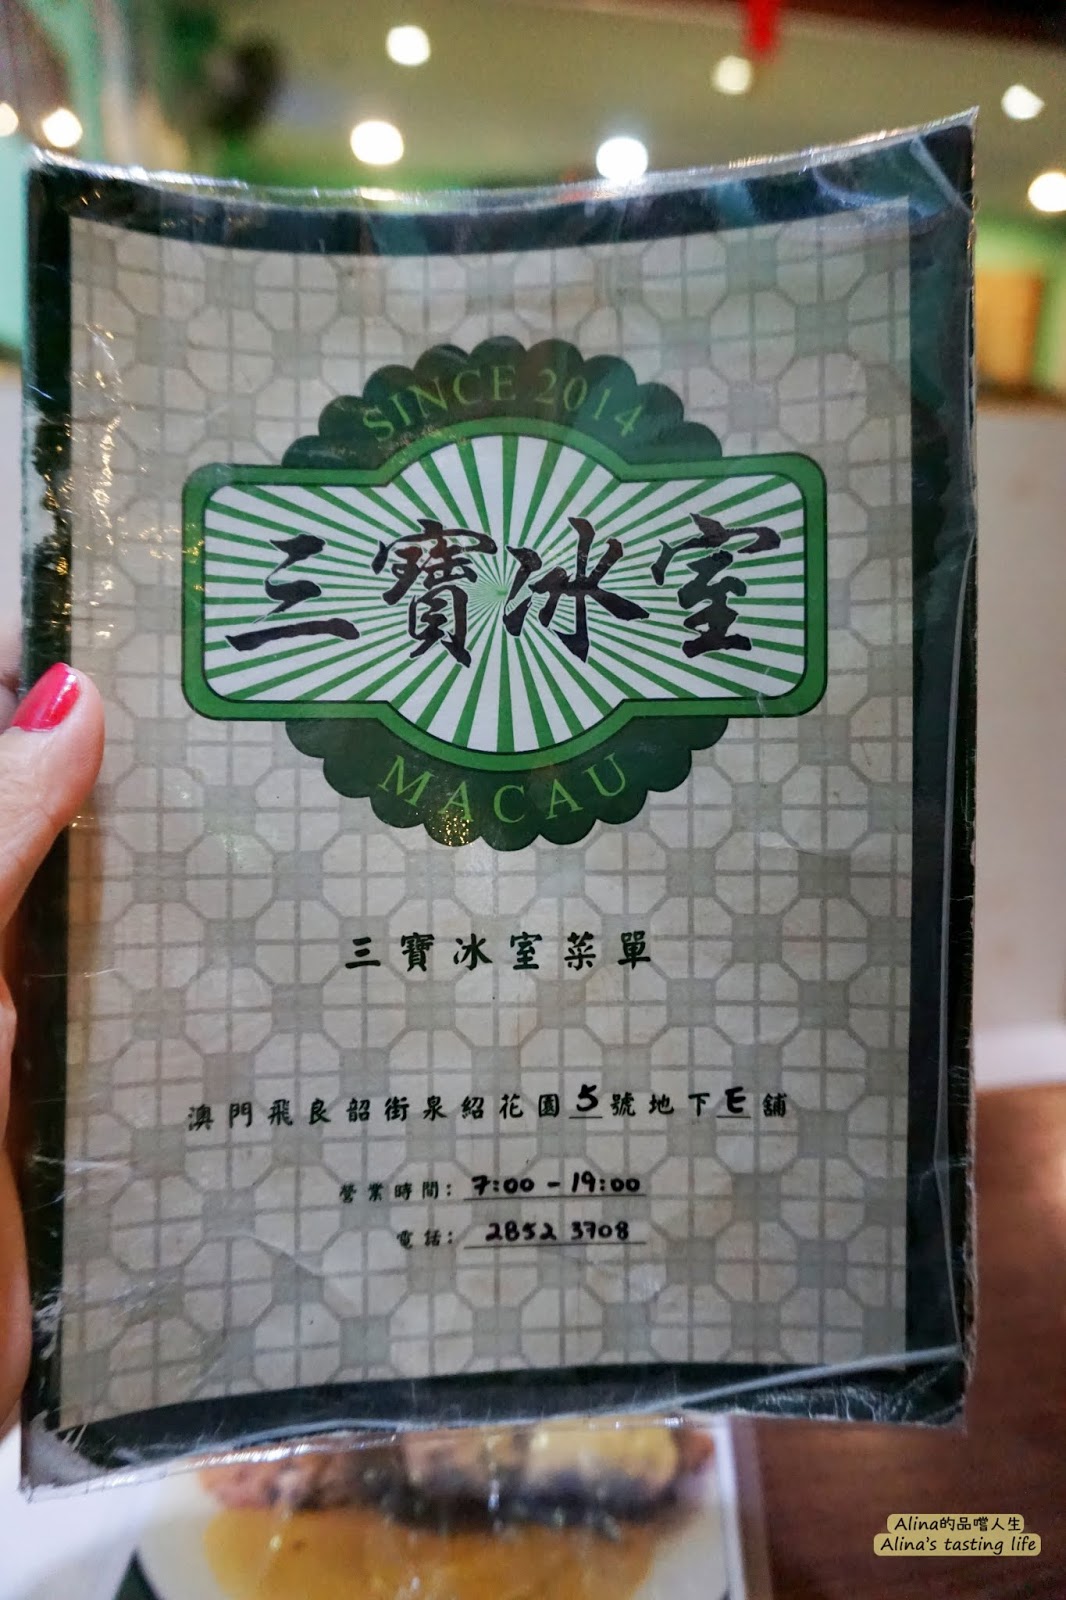 SINCE 2014
三寶冰室
MACAU
三寶冰室菜單
澳門飛良韶街泉紹花園5號地下E舖
營業時間: 7:00 - 19:00
電話: 2852 3708
Alina的品嚐人生
Alina's tasting life